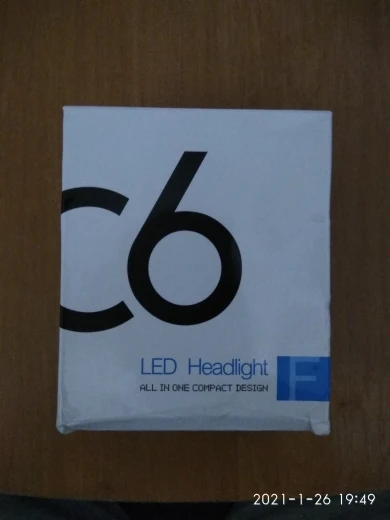 C6
LED Headlight
ALL IN ONE COMPACT DESIGN
F
2021-1-26 19:49